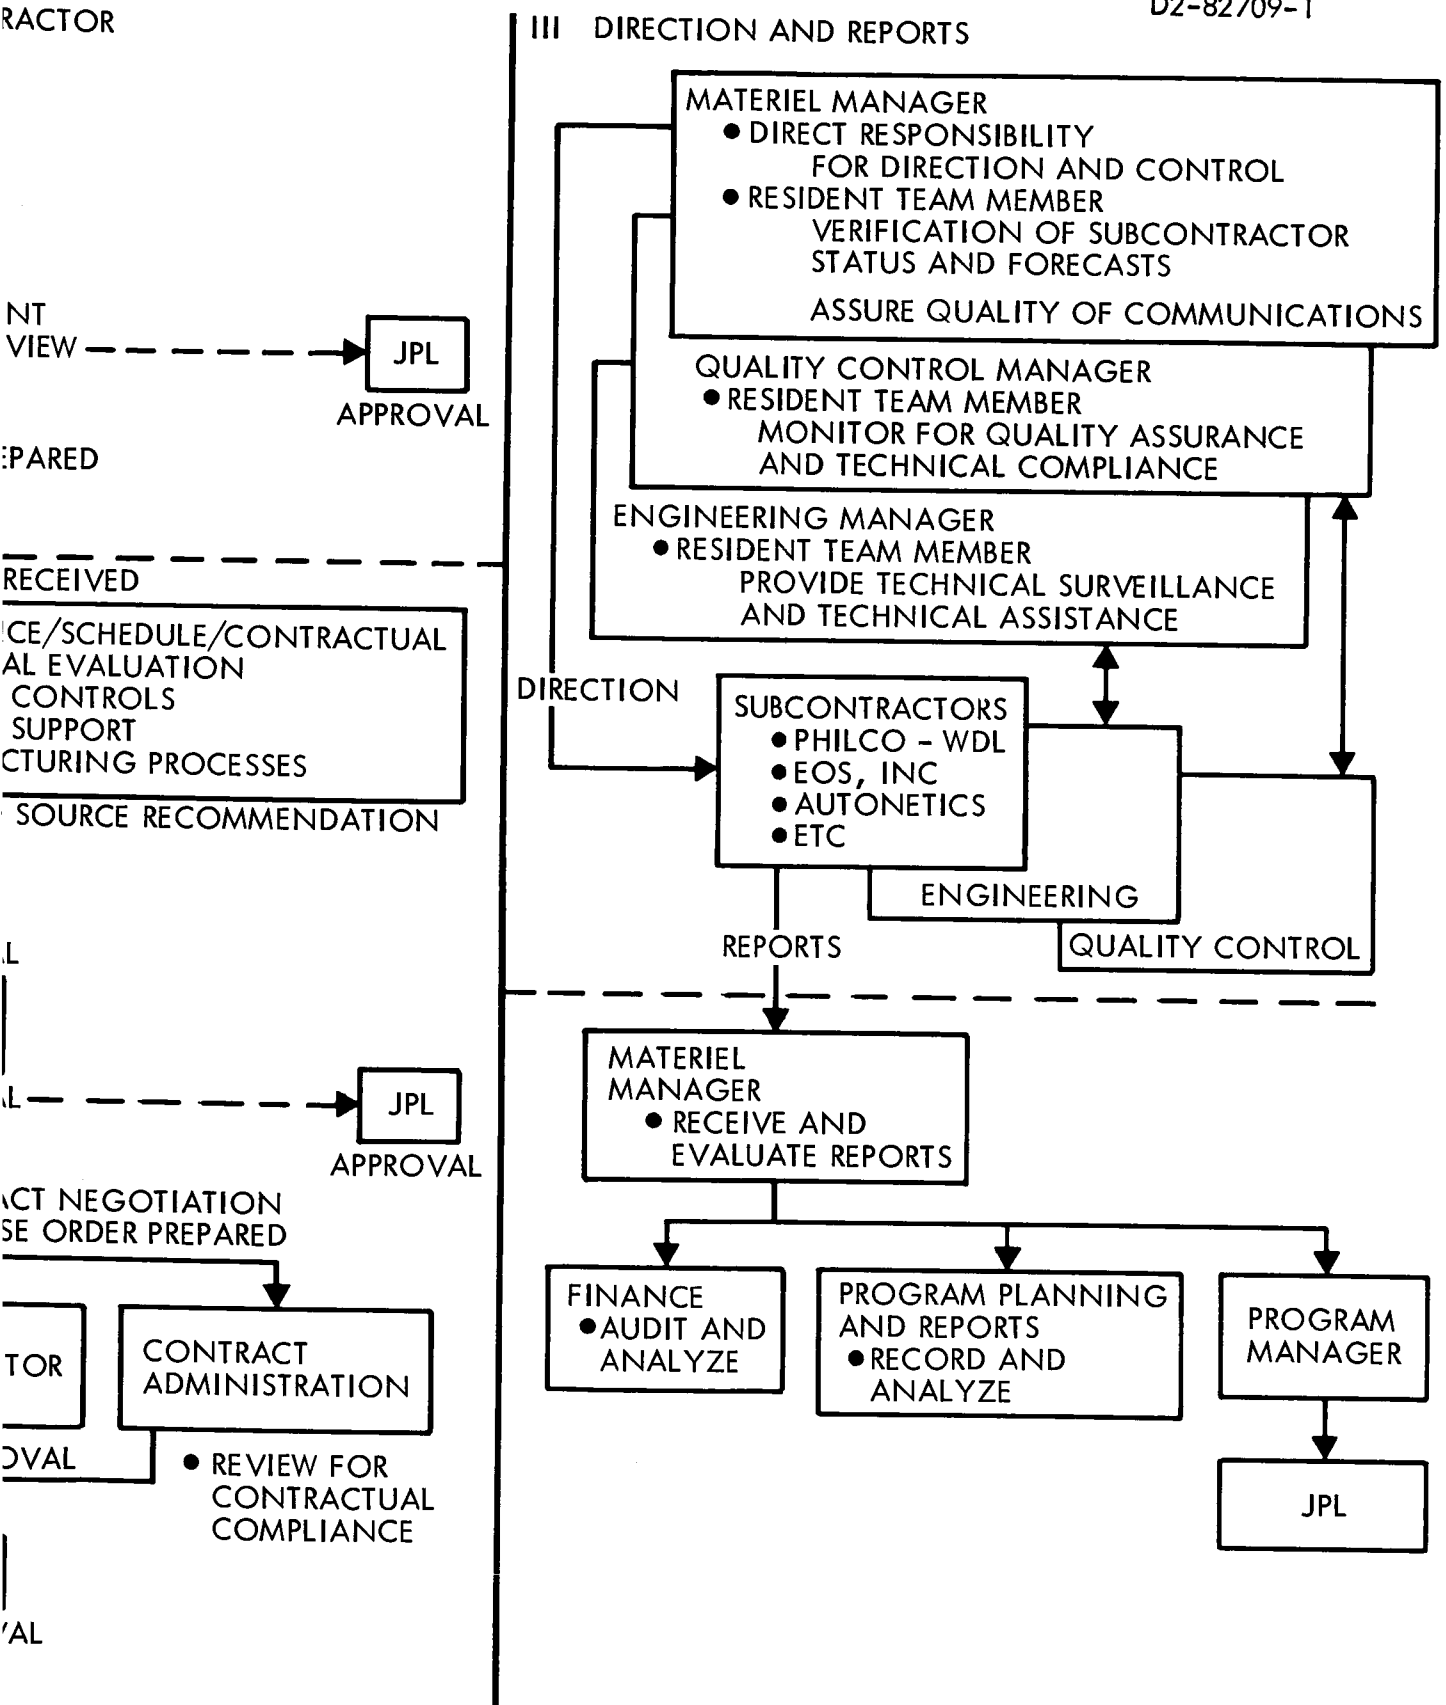 RACTOR
NT
VIEW
JPL
APPROVAL
EPARED
RECEIVED
CE/SCHEDULE/CONTRACTUAL
AL EVALUATION
CONTROLS
SUPPORT
CTURING PROCESSES
SOURCE RECOMMENDATION
AL
AL
JPL
APPROVAL
ACT NEGOTIATION
SE ORDER PREPARED
TOR
CONTRACT
ADMINISTRATION
OVAL
● REVIEW FOR
CONTRACTUAL
COMPLIANCE
VAL
D2-82709-1
III DIRECTION AND REPORTS
MATERIEL MANAGER
● DIRECT RESPONSIBILITY
FOR DIRECTION AND CONTROL
● RESIDENT TEAM MEMBER
VERIFICATION OF SUBCONTRACTOR
STATUS AND FORECASTS
ASSURE QUALITY OF COMMUNICATIONS
QUALITY CONTROL MANAGER
● RESIDENT TEAM MEMBER
MONITOR FOR QUALITY ASSURANCE
AND TECHNICAL COMPLIANCE
ENGINEERING MANAGER
● RESIDENT TEAM MEMBER
PROVIDE TECHNICAL SURVEILLANCE
AND TECHNICAL ASSISTANCE
DIRECTION
SUBCONTRACTORS
● PHILCO - WDL
● EOS, INC
● AUTONETICS
● ETC
ENGINEERING
QUALITY CONTROL
REPORTS
MATERIEL
MANAGER
● RECEIVE AND
EVALUATE REPORTS
FINANCE
● AUDIT AND
ANALYZE
PROGRAM PLANNING
AND REPORTS
● RECORD AND
ANALYZE
PROGRAM
MANAGER
JPL